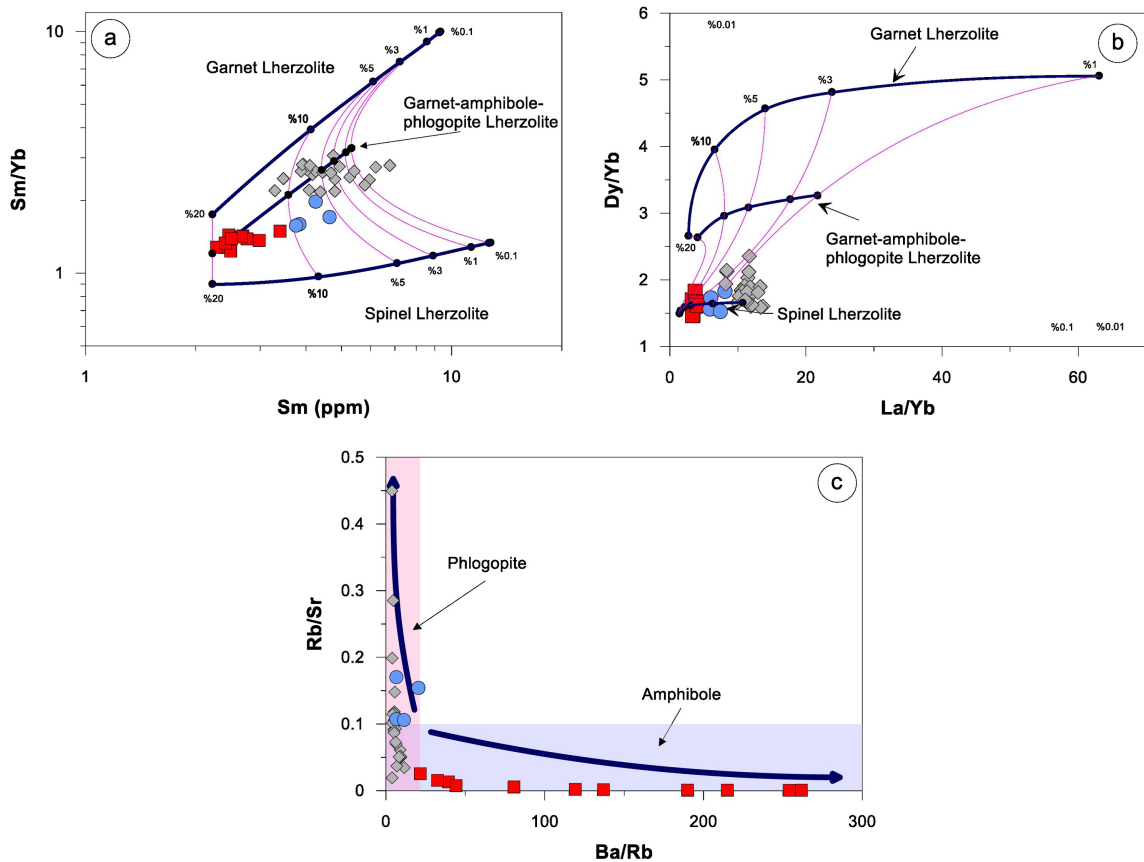 a
10
1
Sm/Yb
1
10
Sm (ppm)
%1
%0.1
%3
%5
Garnet Lherzolite
Garnet-amphibole-
phlogopite Lherzolite
%10
%20
%20
%10
%5
%3
%1
%0.1
Spinel Lherzolite
b
6
5
4
3
2
1
Dy/Yb
0
20
40
60
La/Yb
%0.01
Garnet Lherzolite
%1
%3
%5
%10
%20
Garnet-amphibole-
phlogopite Lherzolite
Spinel Lherzolite
%0.1
%0.01
c
0.5
0.4
0.3
0.2
0.1
0
Rb/Sr
Phlogopite
Amphibole
0
100
200
300
Ba/Rb